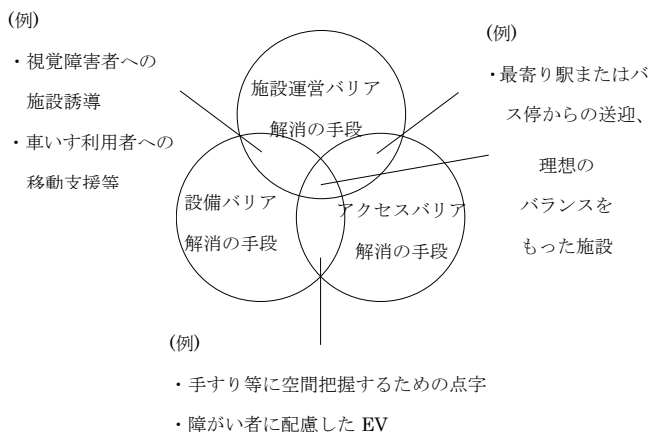 (例)
・視覚障害者への
施設誘導
・車いす利用者への
移動支援等
施設運営バリア
解消の手段
(例)
・最寄り駅またはバ
ス停からの送迎、
理想の
バランスを
もった施設
設備バリア
解消の手段
アクセスバリア
解消の手段
(例)
・手すり等に空間把握するための点字
・障がい者に配慮した EV